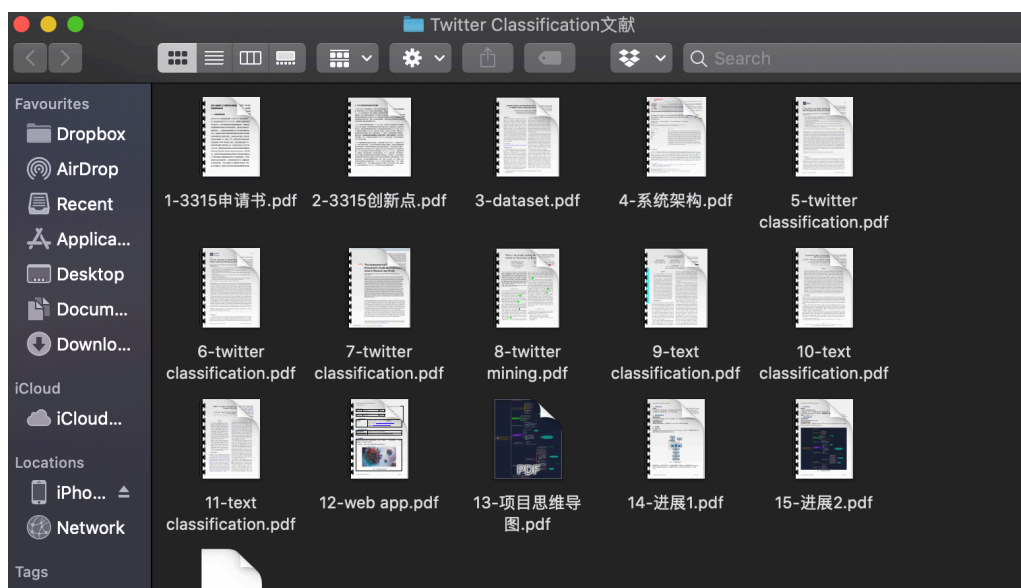 Twitter Classification文献
Search
Favourites
Dropbox
AirDrop
Recent
Applica...
Desktop
Docum...
Downlo...
iCloud
iCloud...
Locations
iPho...
Network
Tags
1-3315申请书.pdf
2-3315创新点.pdf
3-dataset.pdf
4-系统架构.pdf
5-twitter
classification.pdf
6-twitter
classification.pdf
7-twitter
classification.pdf
8-twitter
mining.pdf
9-text
classification.pdf
10-text
classification.pdf
11-text
classification.pdf
12-web app.pdf
PDF
13-项目思维导
图.pdf
14-进展1.pdf
15-进展2.pdf